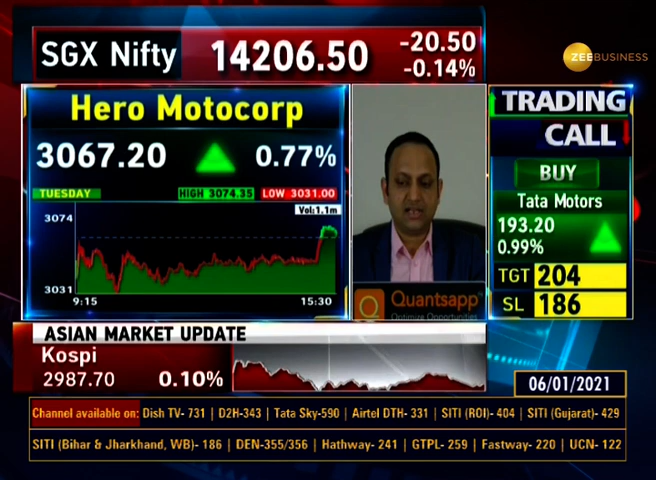 SGX Nifty 14206.50 -20.50
-0.14%
ZEEBUSINESS
Hero Motocorp
3067.20 0.77%
TUESDAY HIGH 3074.35 LOW 3031.00
Vol:1.1m
3074
3031
9:15 15:30
Quantsapp
Optimize Opportunities
TRADING
CALL
BUY
Tata Motors
193.20
0.99%
TGT 204
SL 186
ASIAN MARKET UPDATE
Kospi
2987.70 0.10%
06/01/2021
Channel available on: Dish TV- 731 | D2H-343 | Tata Sky-590 | Airtel DTH- 331 | SITI (ROI)- 404 | SITI (Gujarat)- 429
SITI (Bihar & Jharkhand, WB)- 186 | DEN-355/356 | Hathway- 241 | GTPL- 259 | Fastway- 220 | UCN- 122